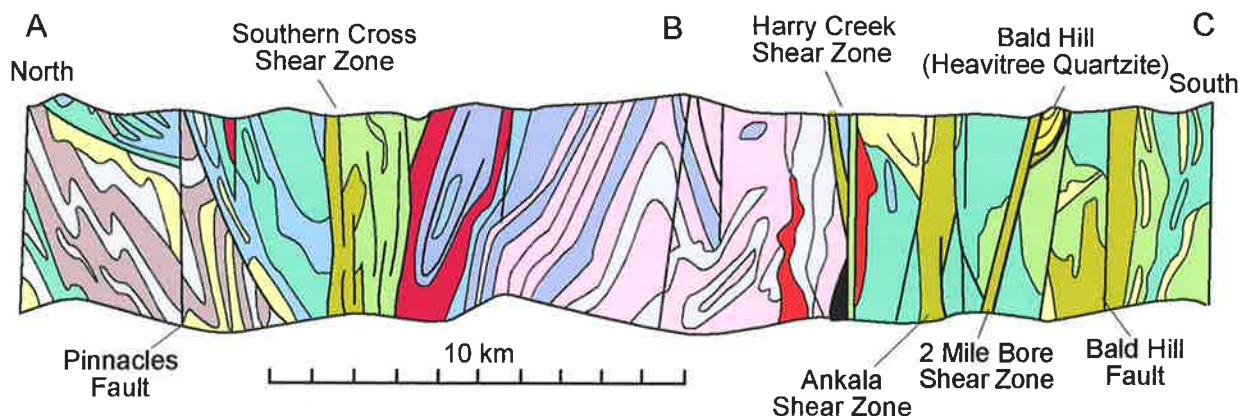 A
North
Southern Cross
Shear Zone
B
Harry Creek
Shear Zone
Bald Hill
(Heavitree Quartzite)
C
South
Pinnacles
Fault
10 km
Ankala
Shear Zone
2 Mile Bore
Shear Zone
Bald Hill
Fault